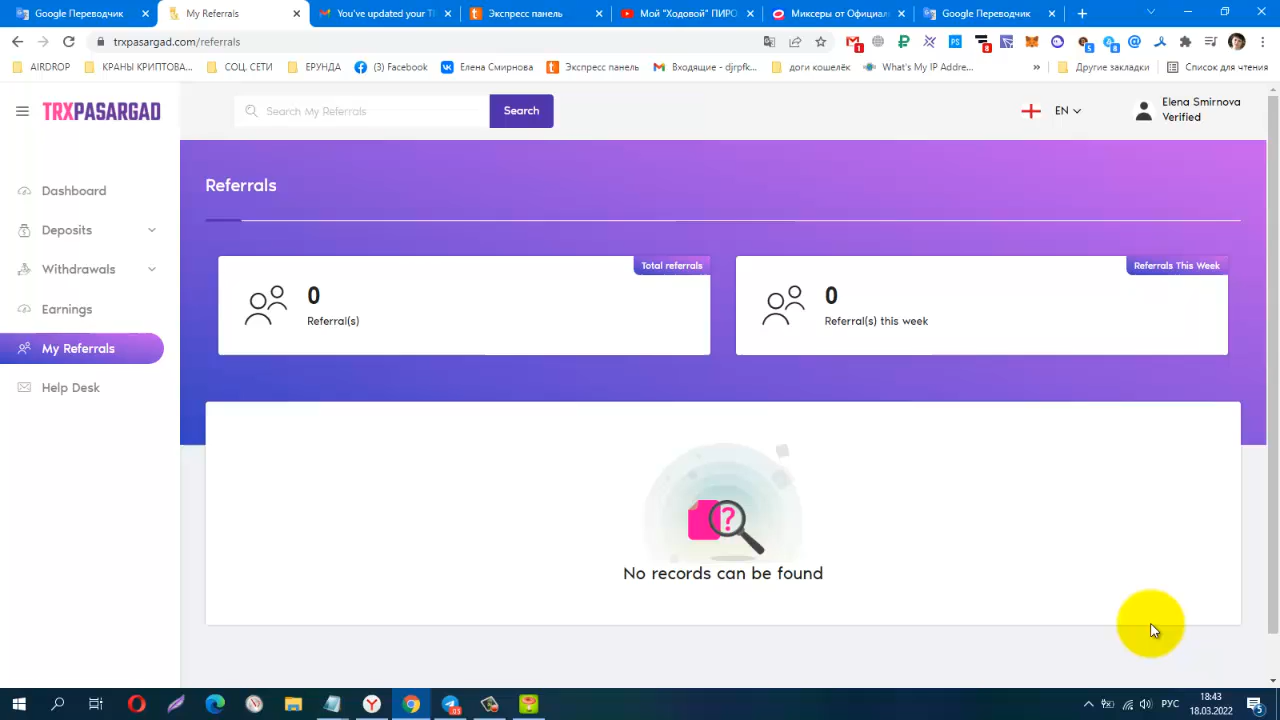 Google Переводчик
My Referrals
You've updated your T
Экспресс панель
Мой "Ходовой" ПИРО
Миксеры от Официал
Google Переводчик
trxpasargad.com/referrals
1
8
5
8
AIRDROP
КРАНЫ КРИПТОВА...
СОЦ. СЕТИ
ЕРУНДА
(3) Facebook
Елена Смирнова
Экспресс панель
Входящие - djrpfk...
доги кошелёк
What's My IP Addre...
»
Другие закладки
Список для чтения
TRXPASARGAD
Search My Referrals
Search
EN
Elena Smirnova
Verified
Dashboard
Deposits
Withdrawals
Earnings
My Referrals
Help Desk
Referrals
Total referrals
0
Referral(s)
Referrals This Week
0
Referral(s) this week
?
No records can be found
РУС
18:43
18.03.2022